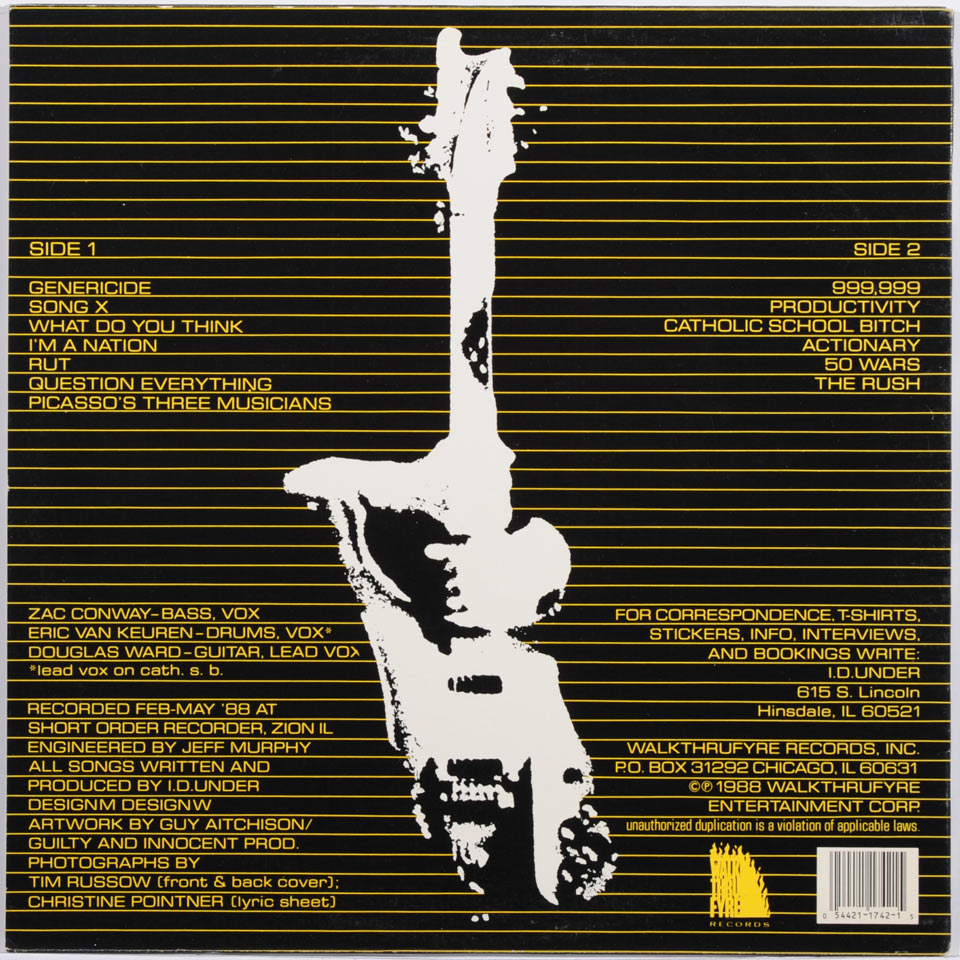 SIDE 1
GENERICIDE
SONG X
WHAT DO YOU THINK
I'M A NATION
RUT
QUESTION EVERYTHING
PICASSO'S THREE MUSICIANS
SIDE 2
999,999
PRODUCTIVITY
CATHOLIC SCHOOL BITCH
ACTIONARY
50 WARS
THE RUSH
ZAC CONWAY-BASS, VOX
ERIC VAN KEUREN-DRUMS, VOX*
DOUGLAS WARD-GUITAR, LEAD VOX
*lead vox on cath. s. b.
RECORDED FEB-MAY '88 AT
SHORT ORDER RECORDER, ZION IL
ENGINEERED BY JEFF MURPHY
ALL SONGS WRITTEN AND
PRODUCED BY I.D.UNDER
DESIGNM DESIGNW
ARTWORK BY GUY AITCHISON/
GUILTY AND INNOCENT PROD.
PHOTOGRAPHS BY
TIM RUSSOW (front & back cover);
CHRISTINE POINTNER (lyric sheet)
FOR CORRESPONDENCE,T-SHIRTS,
STICKERS, INFO, INTERVIEWS,
AND BOOKINGS WRITE:
I.D.UNDER
615 S. Lincoln
Hinsdale, IL 60521
WALKTHRUFYRE RECORDS, INC.
P.O. BOX 31292 CHICAGO, IL 60631
©℗ 1988 WALKTHRUFYRE
ENTERTAINMENT CORP.
unauthorized duplication is a violation of applicable laws.
WALK
THRU
FYRE
RECORDS
0 54421-1742-1 5